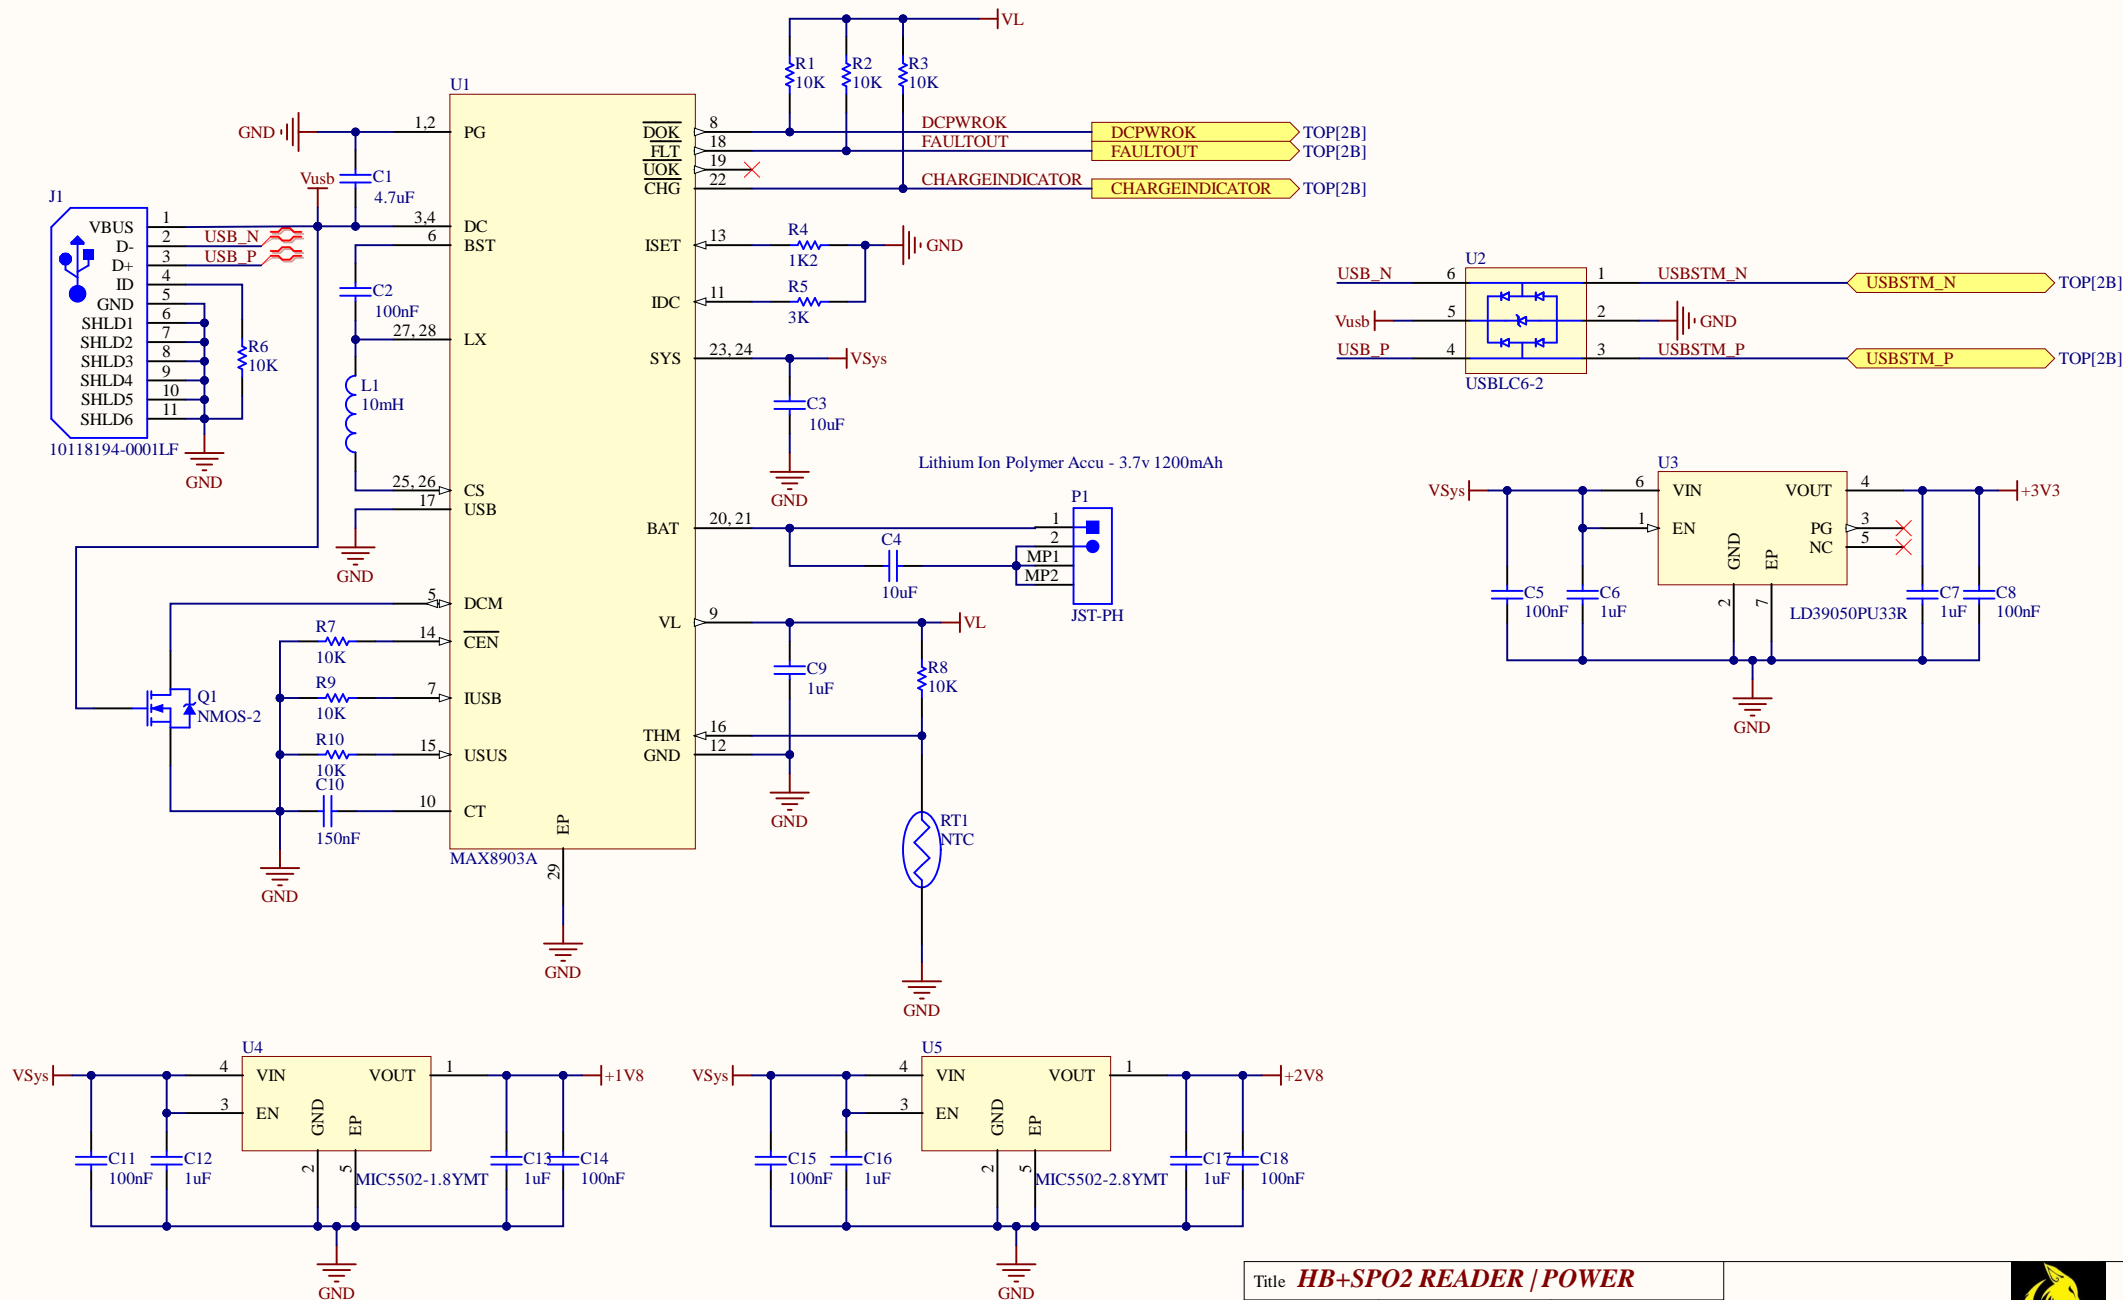 VL
R1
10K
R2
10K
R3
10K
U1
GND
1,2
PG
DOK
8
DCPWROK
DCPWROK
TOP[2B]
FLT
18
FAULTOUT
FAULTOUT
TOP[2B]
UOK
19
CHG
22
CHARGEINDICATOR
CHARGEINDICATOR
TOP[2B]
C1
4.7uF
Vusb
J1
VBUS
1
D-
2
USB_N
D+
3
USB_P
ID
4
GND
5
SHLD1
6
SHLD2
7
SHLD3
8
SHLD4
9
SHLD5
10
SHLD6
11
10118194-0001LF
GND
R6
10K
3,4
DC
6
BST
C2
100nF
27, 28
LX
L1
10mH
25, 26
CS
17
USB
GND
ISET
13
R4
1K2
GND
IDC
11
R5
3K
SYS
23, 24
VSys
C3
10uF
GND
Lithium Ion Polymer Accu - 3.7v 1200mAh
P1
BAT
20, 21
1
2
MP1
MP2
C4
10uF
JST-PH
U2
USB_N
6
1
USBSTM_N
USBSTM_N
TOP[2B]
Vusb
5
2
GND
USB_P
4
3
USBSTM_P
USBSTM_P
TOP[2B]
USBLC6-2
U3
VSys
6
VIN
VOUT
4
+3V3
1
EN
PG
3
NC
5
GND
EP
2
7
C5
100nF
C6
1uF
LD39050PU33R
C7
1uF
C8
100nF
GND
5
DCM
R7
10K
14
CEN
R9
10K
7
IUSB
R10
10K
15
USUS
C10
150nF
10
CT
Q1
NMOS-2
GND
MAX8903A
EP
29
GND
VL
9
VL
C9
1uF
R8
10K
THM
16
GND
12
GND
RT1
NTC
GND
U4
VSys
4
VIN
VOUT
1
+1V8
3
EN
GND
EP
2
5
C11
100nF
C12
1uF
MIC5502-1.8YMT
C13
1uF
C14
100nF
GND
U5
VSys
4
VIN
VOUT
1
+2V8
3
EN
GND
EP
2
5
C15
100nF
C16
1uF
MIC5502-2.8YMT
C17
1uF
C18
100nF
GND
Title HB+SPO2 READER / POWER